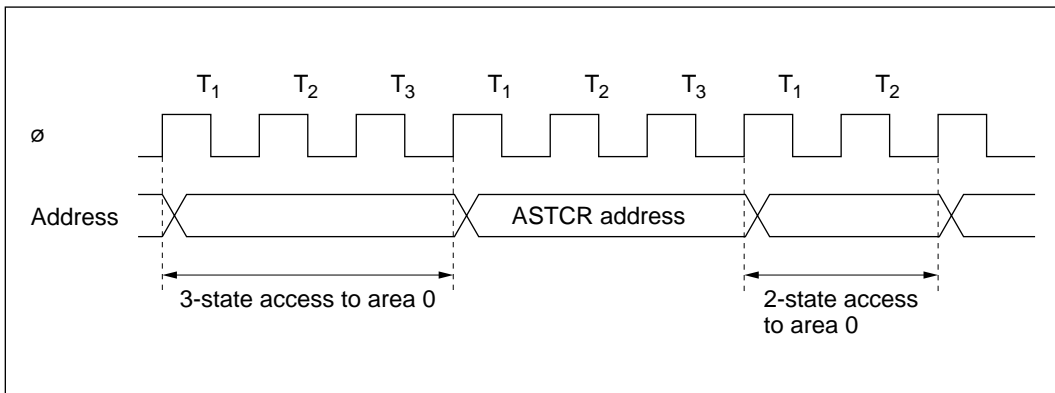 T₁ T₂ T₃ T₁ T₂ T₃ T₁ T₂
ø
Address ASTCR address
3-state access to area 0
2-state access
to area 0